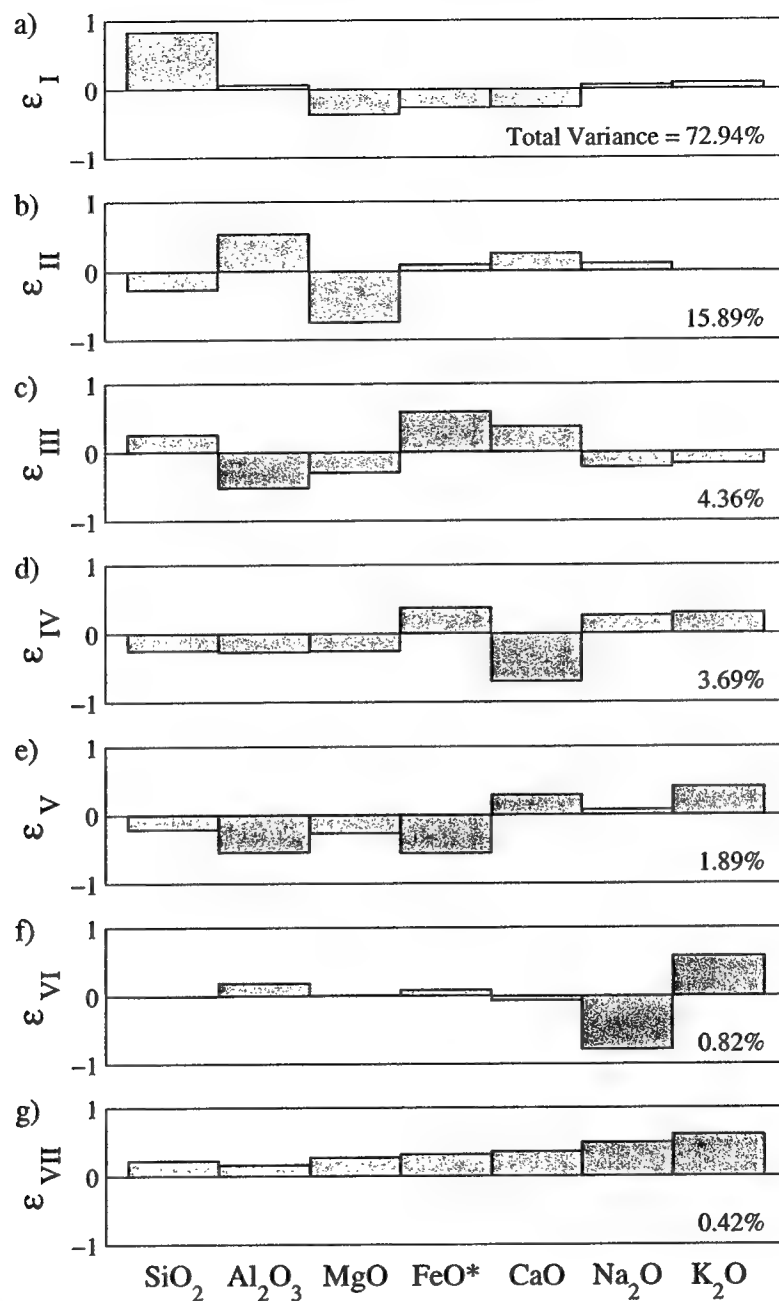 a)
1
0
−1
ε I
Total Variance = 72.94%
b)
1
0
−1
ε II
15.89%
c)
1
0
−1
ε III
4.36%
d)
1
0
−1
ε IV
3.69%
e)
1
0
−1
ε V
1.89%
f)
1
0
−1
ε VI
0.82%
g)
1
0
−1
ε VII
0.42%
SiO₂ Al₂O₃ MgO FeO* CaO Na₂O K₂O